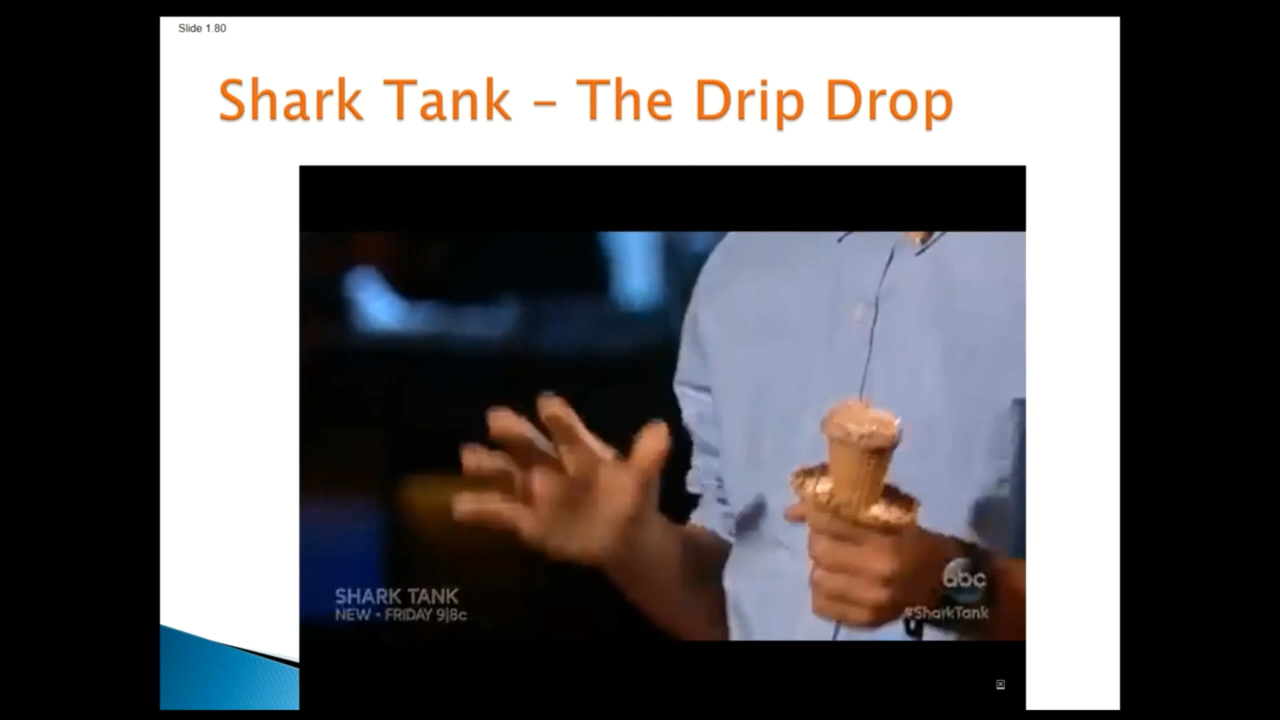 Slide 1.80
Shark Tank – The Drip Drop
abc
SHARK TANK
NEW • FRIDAY 9|8c
#SharkTank